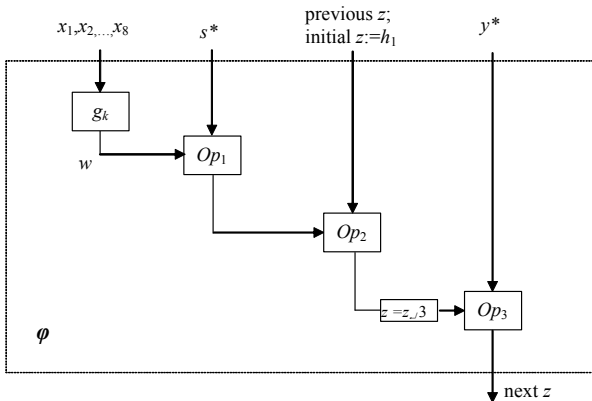 previous z;
x₁,x₂,...,x₈ s* initial z:=h₁ y*
gₖ
w Op₁
Op₂
z =z₋/3 Op₃
φ
next z